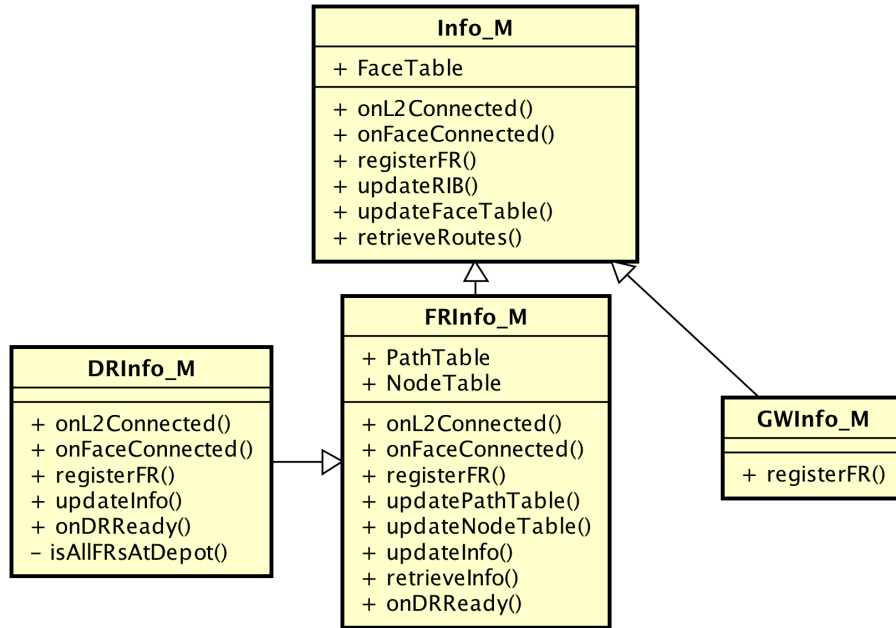 Info_M
+ FaceTable
+ onL2Connected()
+ onFaceConnected()
+ registerFR()
+ updateRIB()
+ updateFaceTable()
+ retrieveRoutes()
FRInfo_M
+ PathTable
+ NodeTable
+ onL2Connected()
+ onFaceConnected()
+ registerFR()
+ updatePathTable()
+ updateNodeTable()
+ updateInfo()
+ retrieveInfo()
+ onDRReady()
DRInfo_M
+ onL2Connected()
+ onFaceConnected()
+ registerFR()
+ updateInfo()
+ onDRReady()
– isAllFRsAtDepot()
GWInfo_M
+ registerFR()